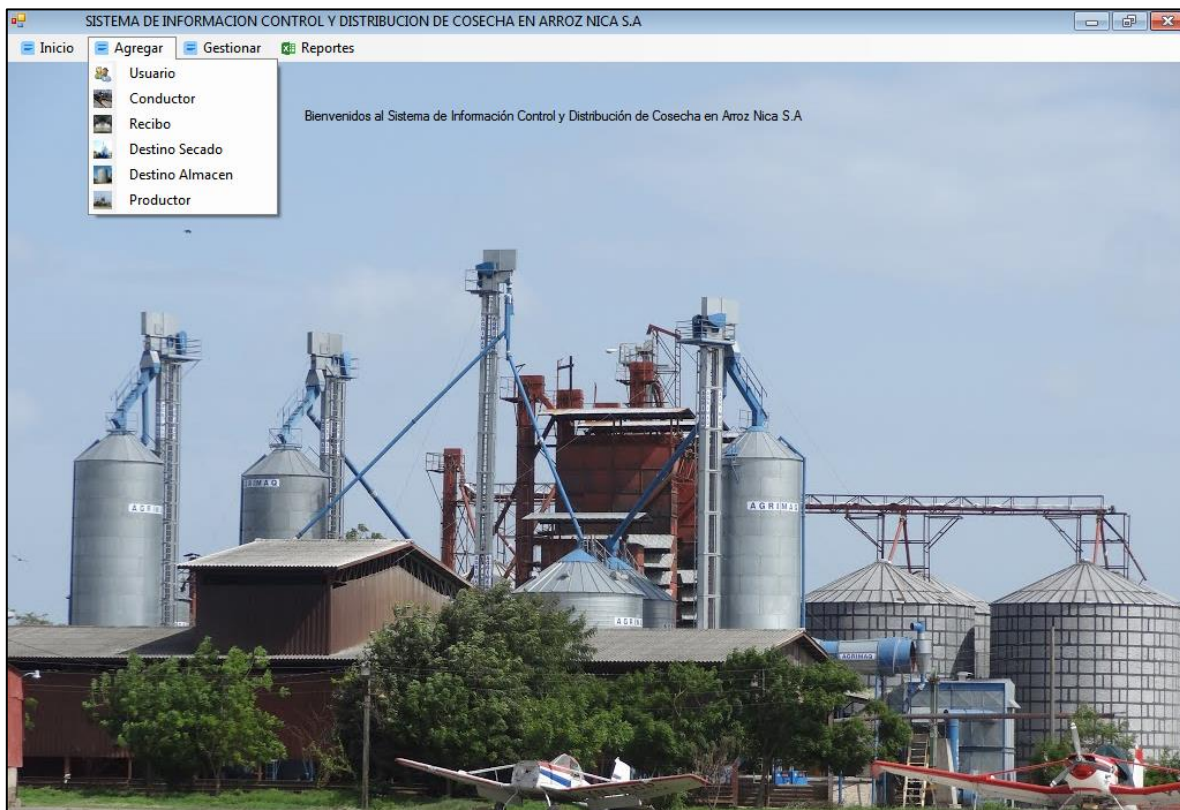 SISTEMA DE INFORMACION CONTROL Y DISTRIBUCION DE COSECHA EN ARROZ NICA S.A
Inicio Agregar Gestionar Reportes
Usuario
Conductor
Recibo
Destino Secado
Destino Almacen
Productor
Bienvenidos al Sistema de Información Control y Distribución de Cosecha en Arroz Nica S.A
AGRIMAQ
AGRIMAQ